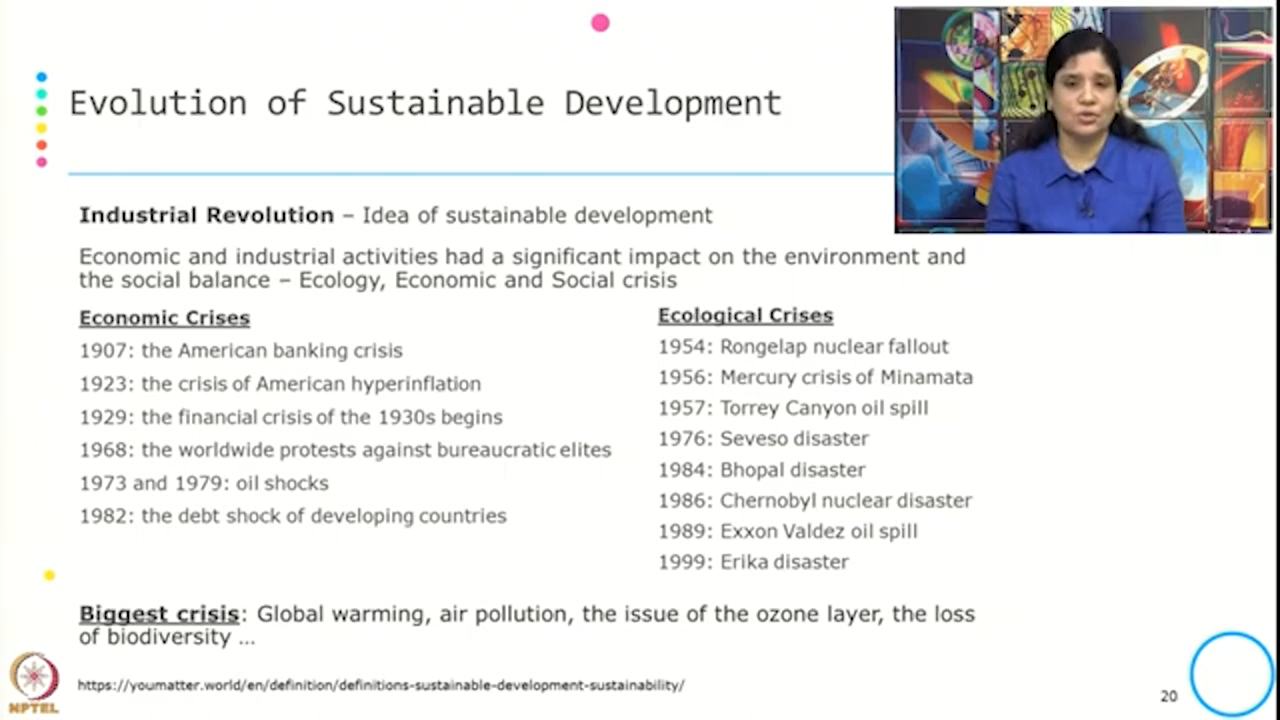 Evolution of Sustainable Development
Industrial Revolution – Idea of sustainable development
Economic and industrial activities had a significant impact on the environment and
the social balance – Ecology, Economic and Social crisis
Economic Crises
1907: the American banking crisis
1923: the crisis of American hyperinflation
1929: the financial crisis of the 1930s begins
1968: the worldwide protests against bureaucratic elites
1973 and 1979: oil shocks
1982: the debt shock of developing countries
Ecological Crises
1954: Rongelap nuclear fallout
1956: Mercury crisis of Minamata
1957: Torrey Canyon oil spill
1976: Seveso disaster
1984: Bhopal disaster
1986: Chernobyl nuclear disaster
1989: Exxon Valdez oil spill
1999: Erika disaster
Biggest crisis: Global warming, air pollution, the issue of the ozone layer, the loss
of biodiversity ...
https://youmatter.world/en/definition/definitions-sustainable-development-sustainability/
NPTEL
20